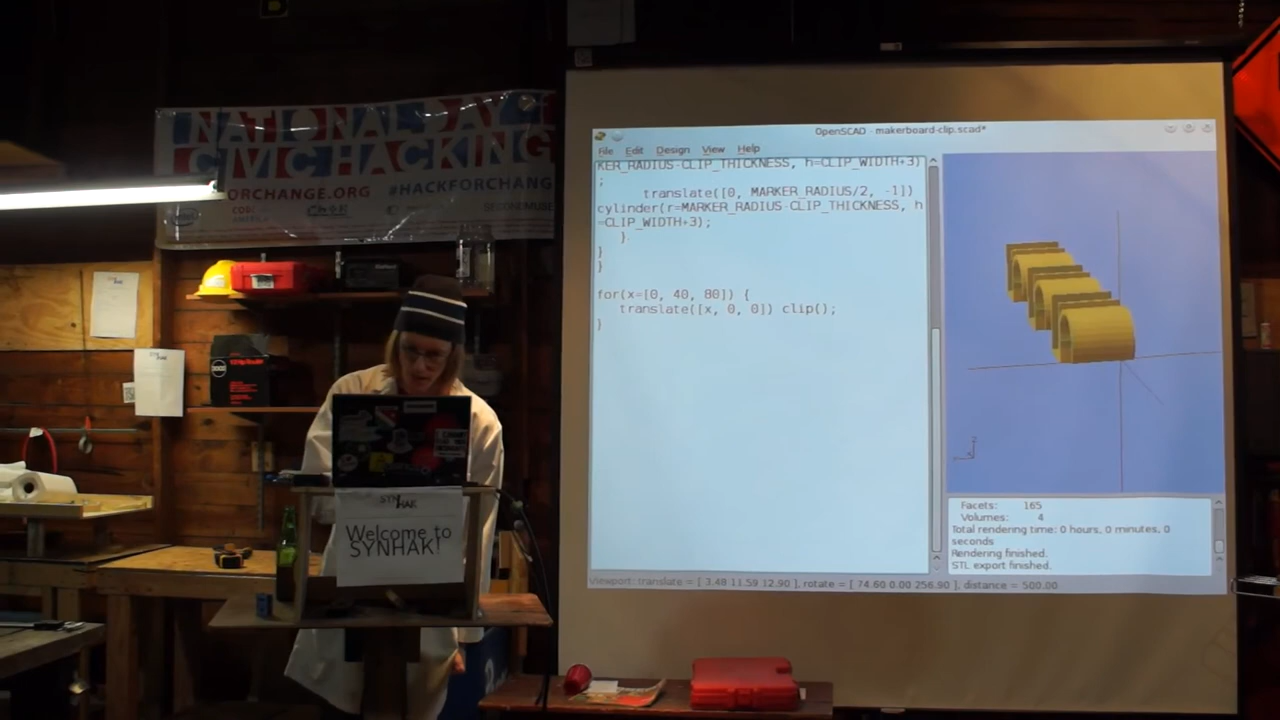 NATIONAL DAY
CIVIC HACKING
ORCHANGE.ORG #HACKFORCHANG
OpenSCAD - makerboard-clip.scad*
File Edit Design View Help
KER_RADIUS-CLIP_THICKNESS, h=CLIP_WIDTH+3)
;
translate([0, MARKER_RADIUS/2, -1])
cylinder(r=MARKER_RADIUS-CLIP_THICKNESS, h
=CLIP_WIDTH+3);
}
}
}
for(x=[0, 40, 80]) {
translate([x, 0, 0]) clip();
}
Facets: 165
Volumes: 4
Total rendering time: 0 hours, 0 minutes, 0
seconds
Rendering finished.
STL export finished.
Viewport: translate = [ 3.48 11.59 12.90 ], rotate = [ 74.60 0.00 256.90 ], distance = 500.00
SYNHAK
Welcome to
SYNHAK!